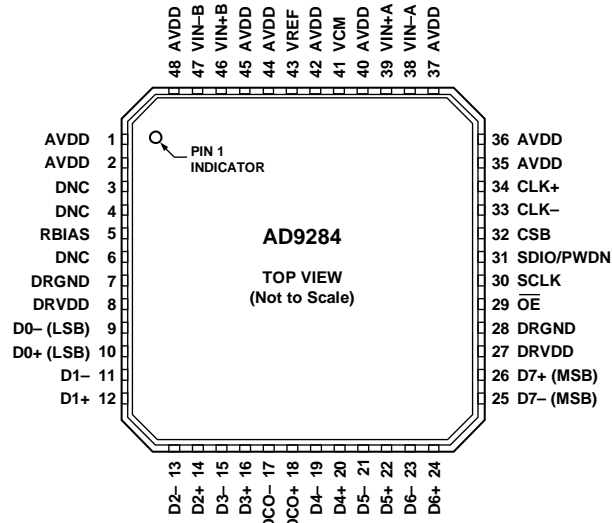 48 AVDD
47 VIN–B
46 VIN+B
45 AVDD
44 AVDD
43 VREF
42 AVDD
41 VCM
40 AVDD
39 VIN+A
38 VIN–A
37 AVDD
AVDD 1
AVDD 2
DNC 3
DNC 4
RBIAS 5
DNC 6
DRGND 7
DRVDD 8
D0– (LSB) 9
D0+ (LSB) 10
D1– 11
D1+ 12
PIN 1
INDICATOR
AD9284
TOP VIEW
(Not to Scale)
36 AVDD
35 AVDD
34 CLK+
33 CLK–
32 CSB
31 SDIO/PWDN
30 SCLK
29 OE
28 DRGND
27 DRVDD
26 D7+ (MSB)
25 D7– (MSB)
D2– 13
D2+ 14
D3– 15
D3+ 16
DCO– 17
DCO+ 18
D4– 19
D4+ 20
D5– 21
D5+ 22
D6– 23
D6+ 24